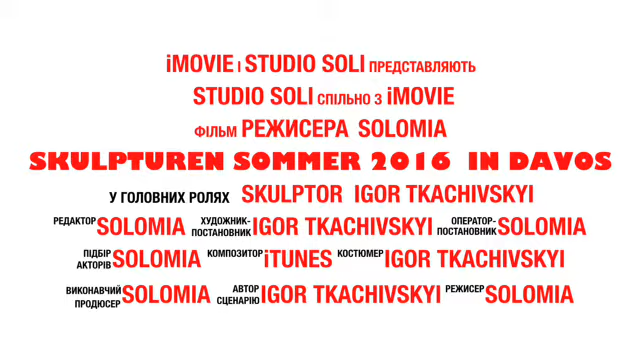 iMOVIE І STUDIO SOLI ПРЕДСТАВЛЯЮТЬ
STUDIO SOLI СПІЛЬНО З iMOVIE
ФІЛЬМ РЕЖИСЕРА SOLOMIA
SKULPTUREN SOMMER 2016 IN DAVOS
У ГОЛОВНИХ РОЛЯХ SKULPTOR IGOR TKACHIVSKYI
РЕДАКТОР SOLOMIA ХУДОЖНИК-ПОСТАНОВНИК IGOR TKACHIVSKYI ОПЕРАТОР-ПОСТАНОВНИК SOLOMIA
ПІДБІР АКТОРІВ SOLOMIA КОМПОЗИТОР iTUNES КОСТЮМЕР IGOR TKACHIVSKYI
ВИКОНАВЧИЙ ПРОДЮСЕР SOLOMIA АВТОР СЦЕНАРІЮ IGOR TKACHIVSKYI РЕЖИСЕР SOLOMIA